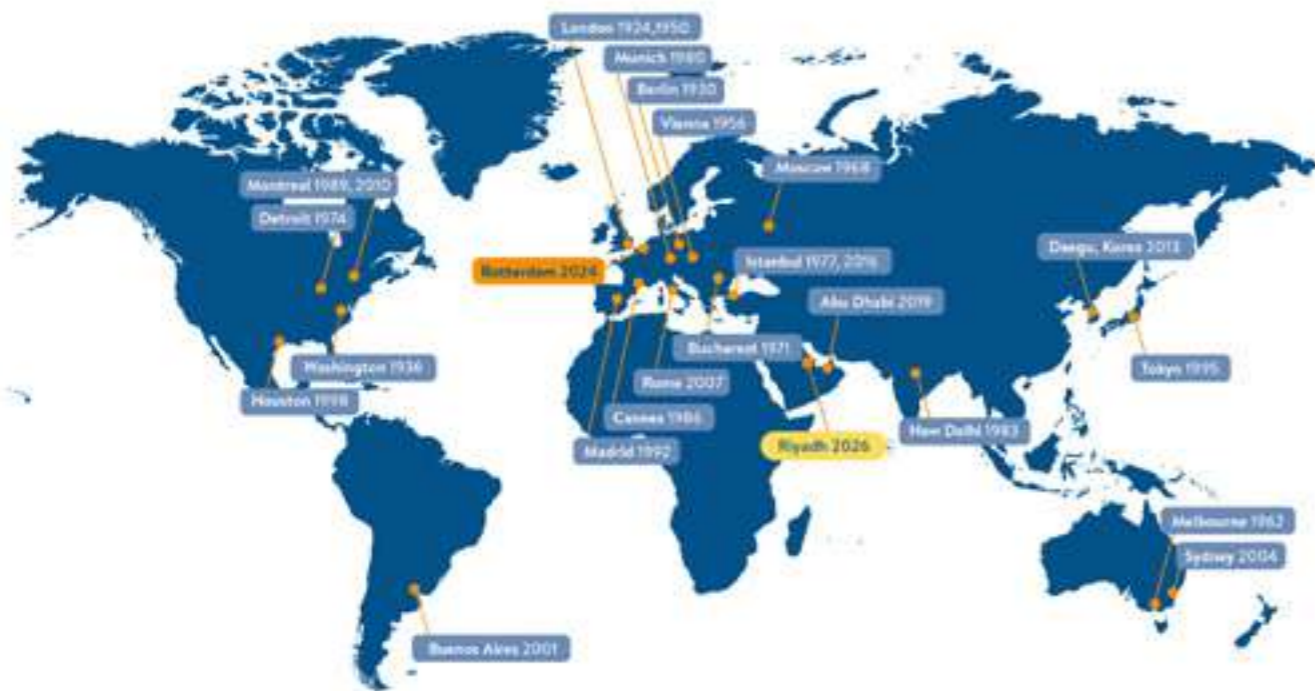 London 1924,1950
Munich 1980
Berlin 1930
Vienna 1956
Moscow 1968
Montreal 1989, 2010
Detroit 1974
Daegu, Korea 2013
Rotterdam 2024
Istanbul 1977, 2016
Abu Dhabi 2019
Bucharest 1971
Washington 1936
Tokyo 1995
Rome 2007
Houston 1998
Cannes 1986
New Delhi 1983
Madrid 1992
Riyadh 2026
Melbourne 1962
Sydney 2004
Buenos Aires 2001